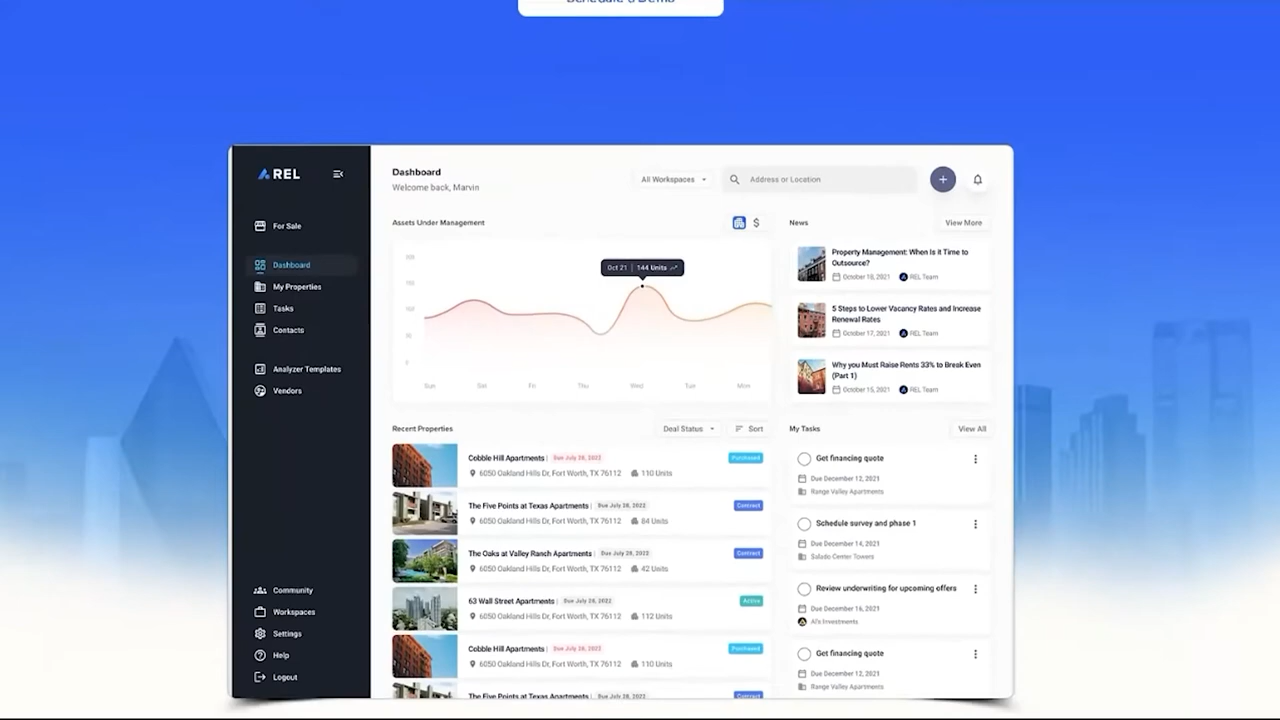 Schedule a Demo
REL
For Sale
Dashboard
My Properties
Tasks
Contacts
Analyzer Templates
Vendors
Community
Workspaces
Settings
Help
Logout
Dashboard
Welcome back, Marvin
All Workspaces
Address or Location
Assets Under Management
$
Oct 21 | 144 Units
0
Sun
Sat
Fri
Thu
Wed
Tue
Mon
News
View More
Property Management: When Is it Time to
Outsource?
October 18, 2021 REL Team
5 Steps to Lower Vacancy Rates and Increase
Renewal Rates
October 17, 2021 REL Team
Why you Must Raise Rents 33% to Break Even
(Part 1)
October 15, 2021 REL Team
Recent Properties
Deal Status
Sort
Cobble Hill Apartments | Due July 28, 2022
Purchased
6050 Oakland Hills Dr, Fort Worth, TX 76112 110 Units
The Five Points at Texas Apartments | Due July 28, 2022
Contract
6050 Oakland Hills Dr, Fort Worth, TX 76112 84 Units
The Oaks at Valley Ranch Apartments | Due July 28, 2022
Contract
6050 Oakland Hills Dr, Fort Worth, TX 76112 42 Units
63 Wall Street Apartments | Due July 28, 2022
Active
6050 Oakland Hills Dr, Fort Worth, TX 76112 112 Units
Cobble Hill Apartments | Due July 28, 2022
Purchased
6050 Oakland Hills Dr, Fort Worth, TX 76112 110 Units
The Five Points at Texas Apartments | Due July 28, 2022
Contract
My Tasks
View All
Get financing quote
Due December 12, 2021
Range Valley Apartments
Schedule survey and phase 1
Due December 14, 2021
Salado Center Towers
Review underwriting for upcoming offers
Due December 16, 2021
Al's Investments
Get financing quote
Due December 12, 2021
Range Valley Apartments